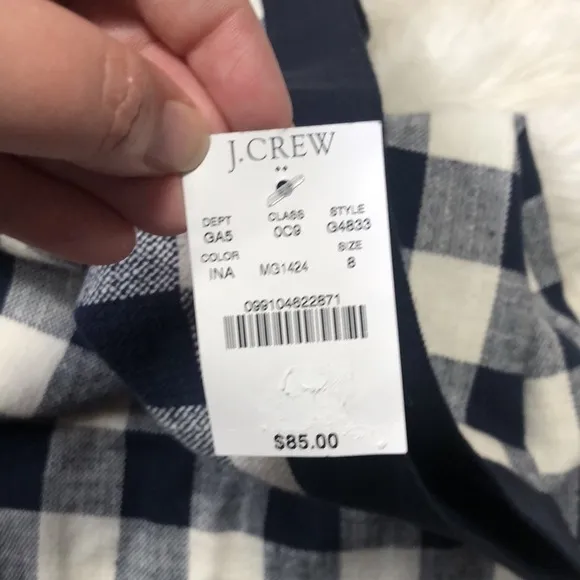 J.CREW
DEPT CLASS STYLE
GA5 0C9 G4833
COLOR SIZE
INA MG1424 8
099104622871
$85.00